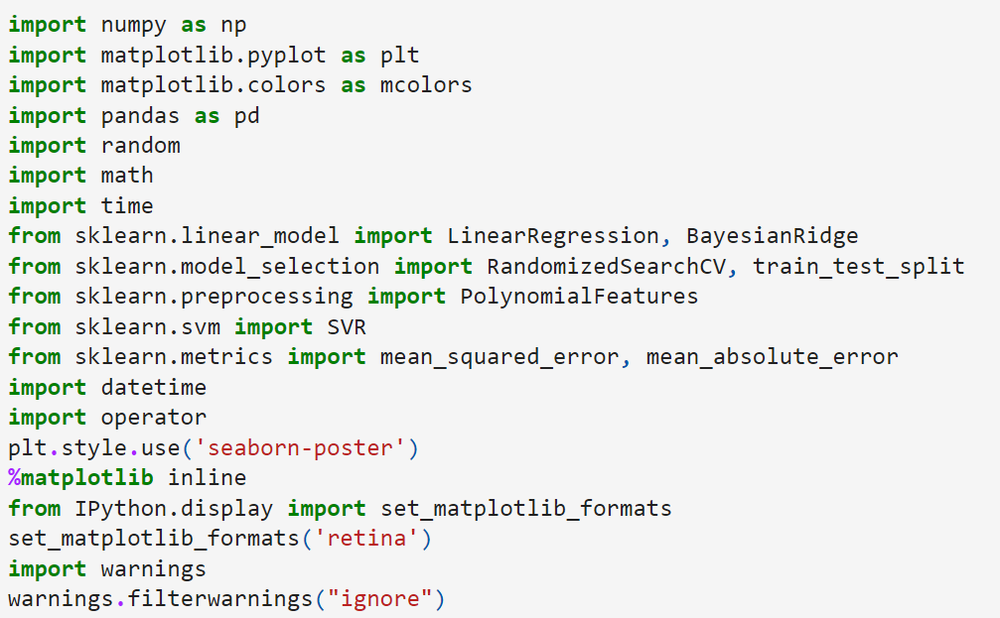 import numpy as np
import matplotlib.pyplot as plt
import matplotlib.colors as mcolors
import pandas as pd
import random
import math
import time
from sklearn.linear_model import LinearRegression, BayesianRidge
from sklearn.model_selection import RandomizedSearchCV, train_test_split
from sklearn.preprocessing import PolynomialFeatures
from sklearn.svm import SVR
from sklearn.metrics import mean_squared_error, mean_absolute_error
import datetime
import operator
plt.style.use('seaborn-poster')
%matplotlib inline
from IPython.display import set_matplotlib_formats
set_matplotlib_formats('retina')
import warnings
warnings.filterwarnings("ignore")